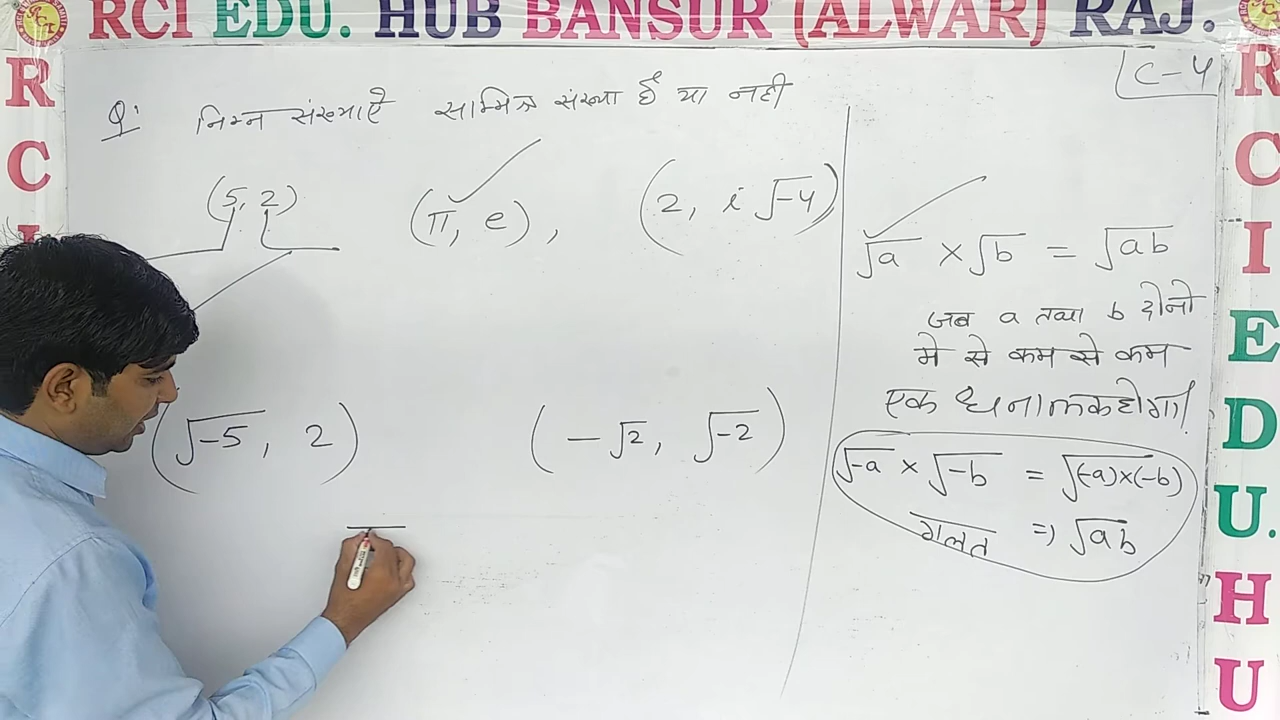 RCI EDU. HUB BANSUR (ALWAR) RAJ.
R
C
I
C-4
Q: निम्न संख्याएँ सम्मिश्र संख्या है या नही
(5, 2)
(π, e),
(2, i√-4)
(√-5, 2)
(-√2, √-2)
√a × √b = √ab
जब a तथा b दोनो
मे से कम से कम
एक धनात्मक होगा।
√-a × √-b = √(-a)×(-b)
गलत ⇒ √ab
R
C
I
E
D
U.
H
U